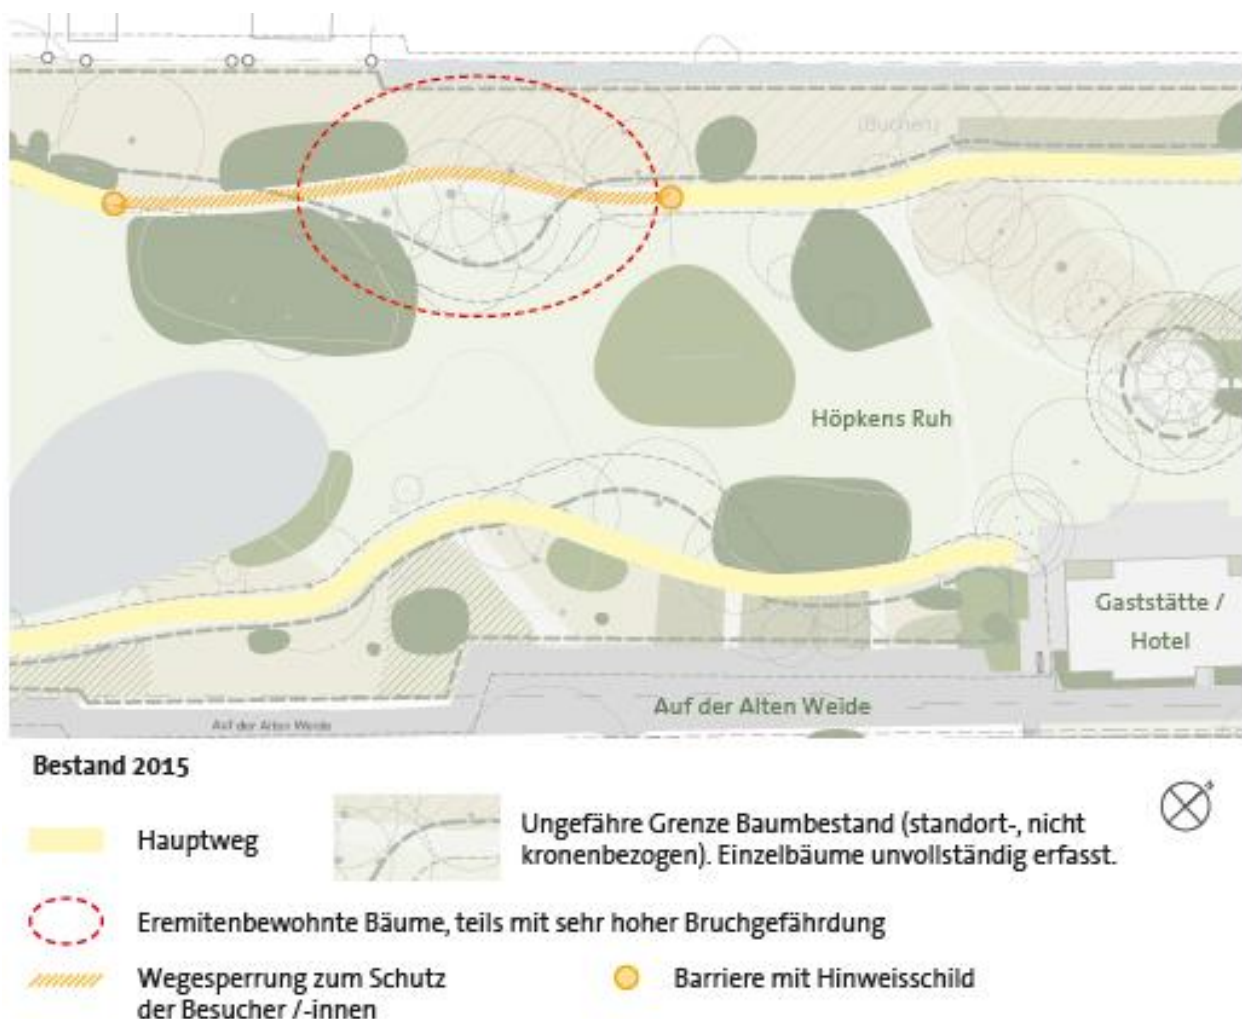 (Buchen)
Höpkens Ruh
Gaststätte /
Hotel
Auf der Alten Weide
Auf der Alten Weide
Bestand 2015
Hauptweg
Ungefähre Grenze Baumbestand (standort-, nicht
kronenbezogen). Einzelbäume unvollständig erfasst.
Eremitenbewohnte Bäume, teils mit sehr hoher Bruchgefährdung
Wegesperrung zum Schutz
der Besucher /-innen
Barriere mit Hinweisschild